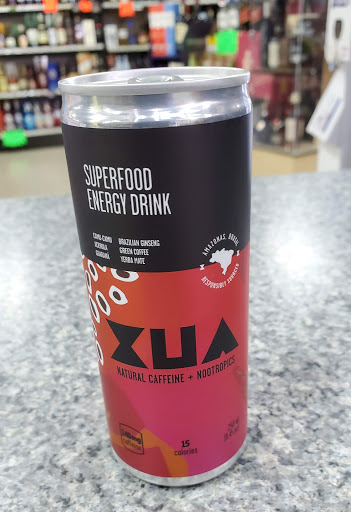 SUPERFOOD
ENERGY DRINK
CAMU-CAMU BRAZILIAN GINSENG
ACEROLA GREEN COFFEE
GUARANÁ YERBA MATE
AMAZONAS, BRAZIL
RESPONSIBLY SOURCED
XUA
NATURAL CAFFEINE + NOOTROPICS
15
calories